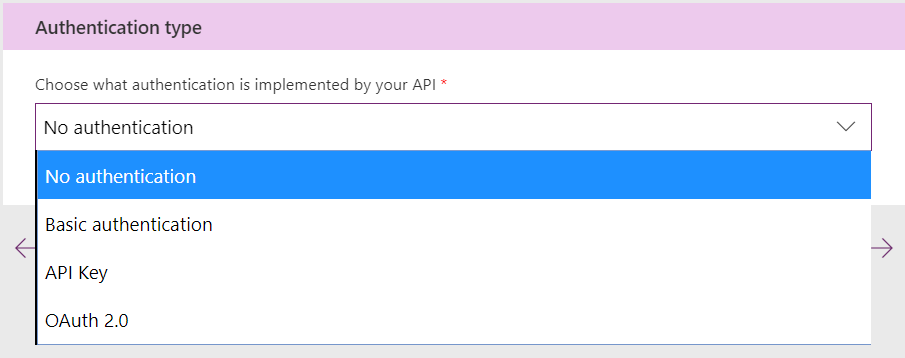 Authentication type
Choose what authentication is implemented by your API *
No authentication
No authentication
Basic authentication
API Key
OAuth 2.0